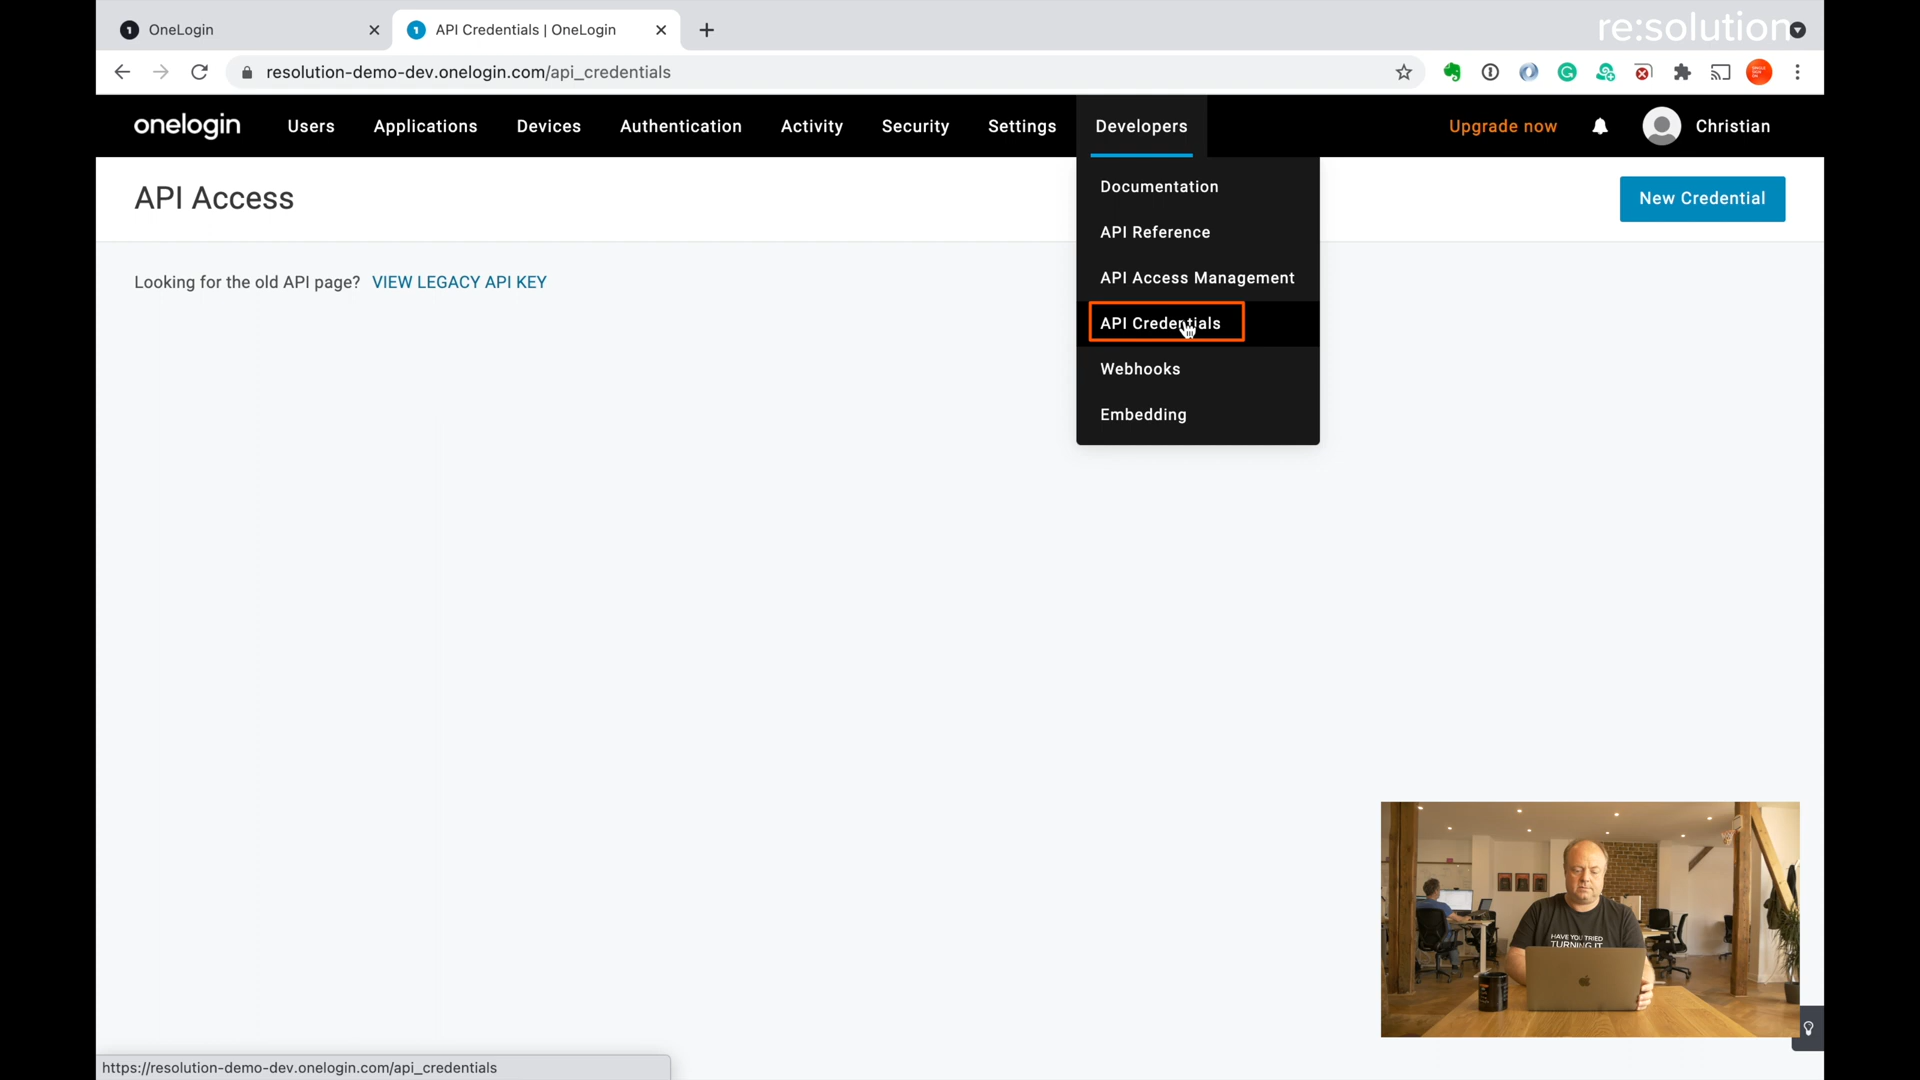 OneLogin
API Credentials | OneLogin
re:solution
resolution-demo-dev.onelogin.com/api_credentials
onelogin
Users
Applications
Devices
Authentication
Activity
Security
Settings
Developers
Upgrade now
Christian
API Access
New Credential
Documentation
API Reference
API Access Management
API Credentials
Webhooks
Embedding
Looking for the old API page? VIEW LEGACY API KEY
HAVE YOU TRIED
TURNING IT
https://resolution-demo-dev.onelogin.com/api_credentials